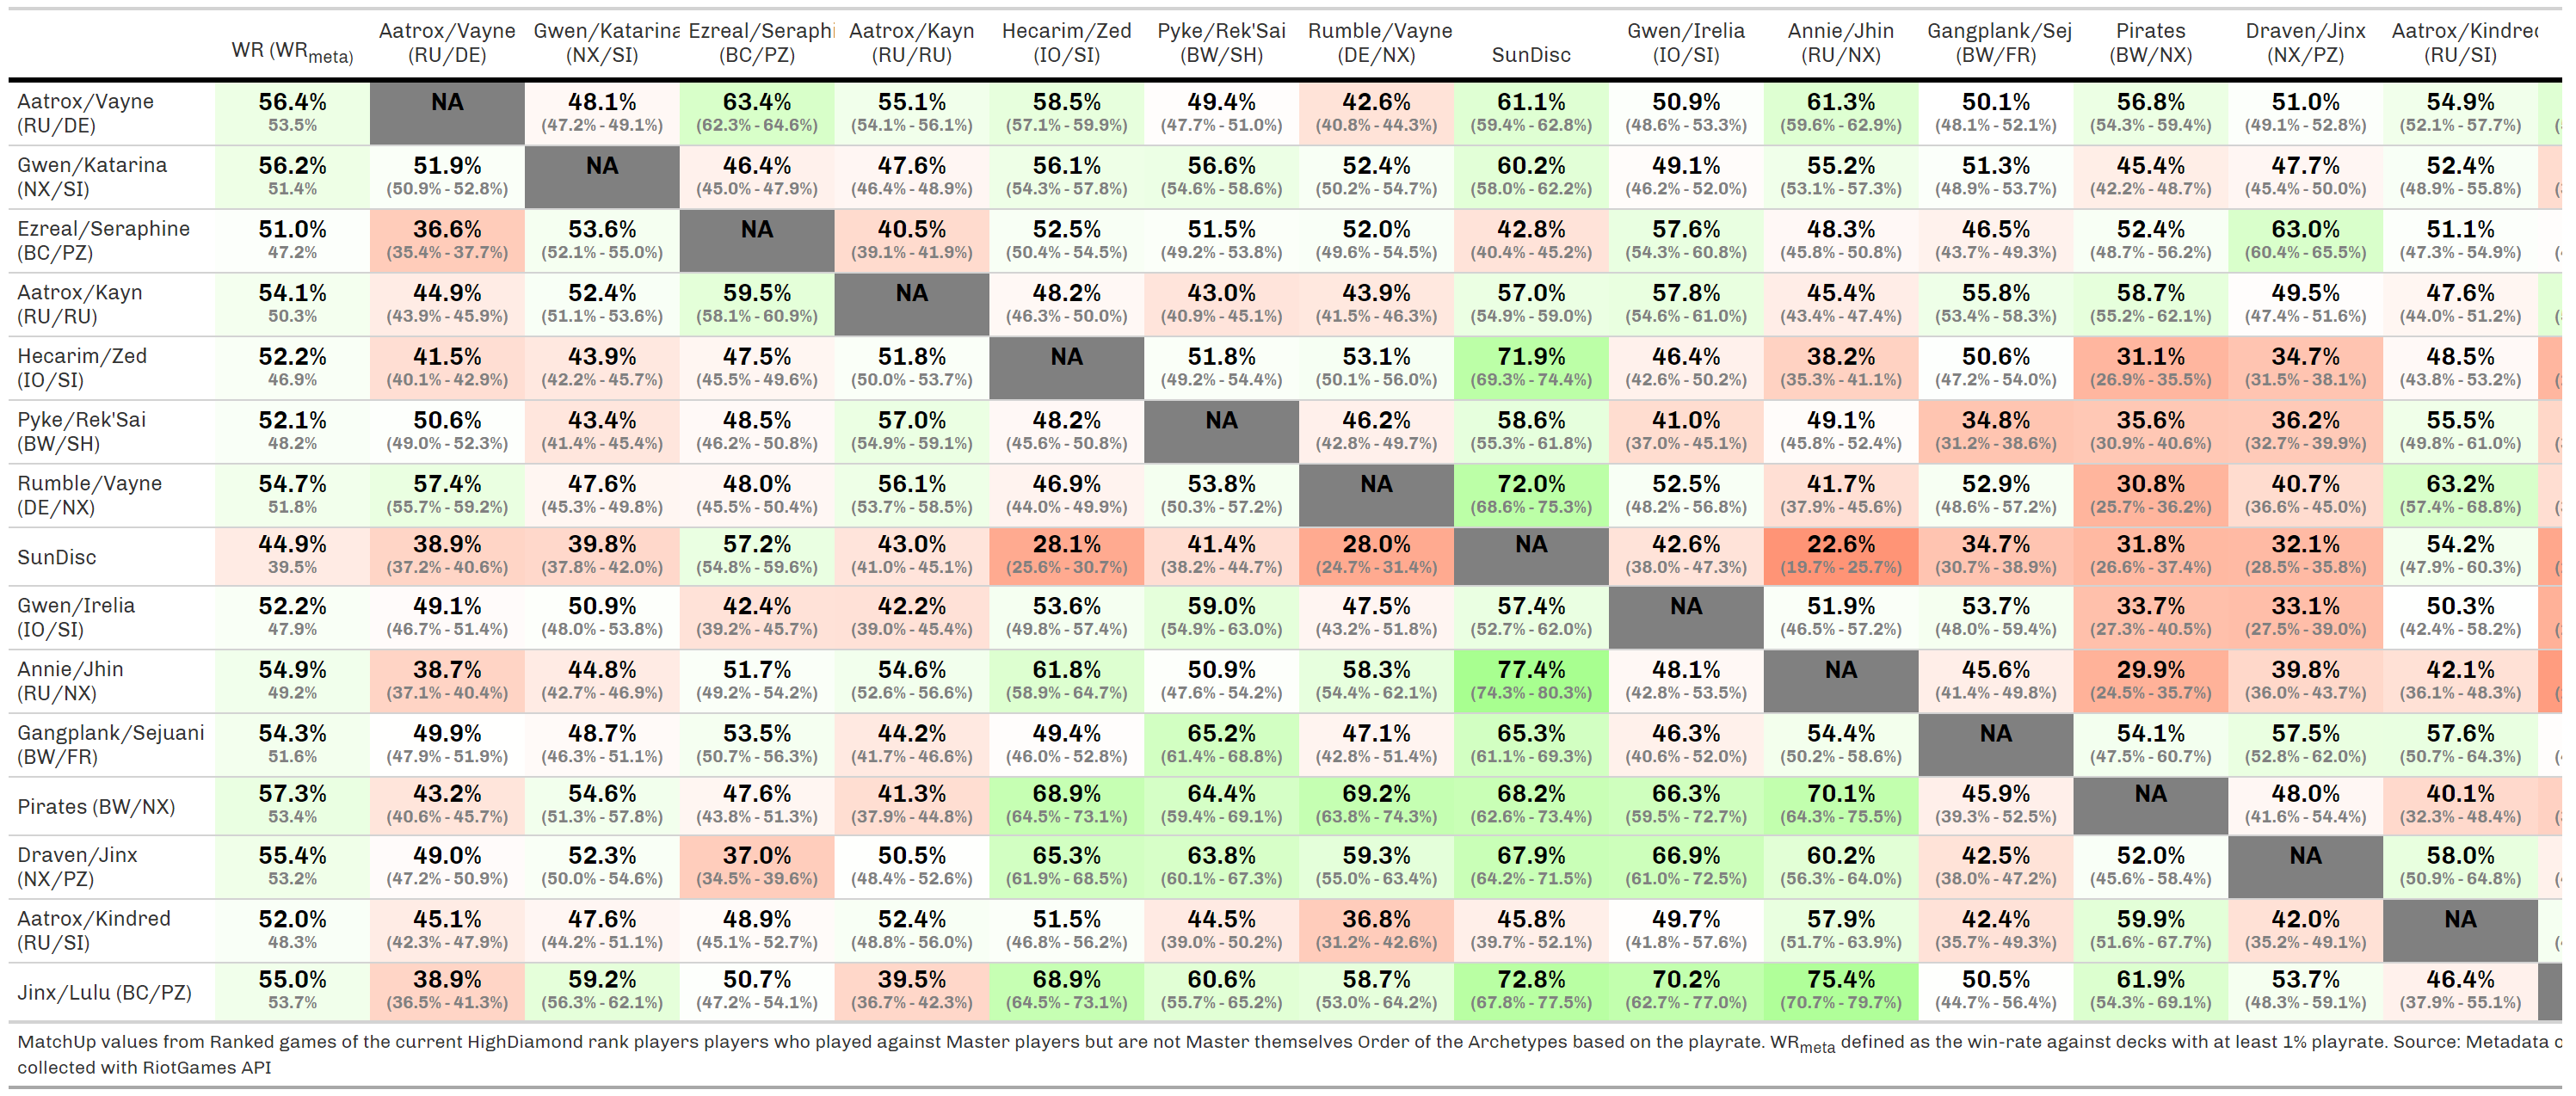 WR (WRmeta) Aatrox/Vayne (RU/DE) Gwen/Katarina (NX/SI) Ezreal/Seraphi (BC/PZ) Aatrox/Kayn (RU/RU) Hecarim/Zed (IO/SI) Pyke/Rek'Sai (BW/SH) Rumble/Vayne (DE/NX) SunDisc Gwen/Irelia (IO/SI) Annie/Jhin (RU/NX) Gangplank/Sej (BW/FR) Pirates (BW/NX) Draven/Jinx (NX/PZ) Aatrox/Kindred (RU/SI)
Aatrox/Vayne 56.4% NA 48.1% 63.4% 55.1% 58.5% 49.4% 42.6% 61.1% 50.9% 61.3% 50.1% 56.8% 51.0% 54.9%
(RU/DE) 53.5% (47.2% - 49.1%) (62.3% - 64.6%) (54.1% - 56.1%) (57.1% - 59.9%) (47.7% - 51.0%) (40.8% - 44.3%) (59.4% - 62.8%) (48.6% - 53.3%) (59.6% - 62.9%) (48.1% - 52.1%) (54.3% - 59.4%) (49.1% - 52.8%) (52.1% - 57.7%)
Gwen/Katarina 56.2% 51.9% NA 46.4% 47.6% 56.1% 56.6% 52.4% 60.2% 49.1% 55.2% 51.3% 45.4% 47.7% 52.4%
(NX/SI) 51.4% (50.9% - 52.8%) (45.0% - 47.9%) (46.4% - 48.9%) (54.3% - 57.8%) (54.6% - 58.6%) (50.2% - 54.7%) (58.0% - 62.2%) (46.2% - 52.0%) (53.1% - 57.3%) (48.9% - 53.7%) (42.2% - 48.7%) (45.4% - 50.0%) (48.9% - 55.8%)
Ezreal/Seraphine 51.0% 36.6% 53.6% NA 40.5% 52.5% 51.5% 52.0% 42.8% 57.6% 48.3% 46.5% 52.4% 63.0% 51.1%
(BC/PZ) 47.2% (35.4% - 37.7%) (52.1% - 55.0%) (39.1% - 41.9%) (50.4% - 54.5%) (49.2% - 53.8%) (49.6% - 54.5%) (40.4% - 45.2%) (54.3% - 60.8%) (45.8% - 50.8%) (43.7% - 49.3%) (48.7% - 56.2%) (60.4% - 65.5%) (47.3% - 54.9%)
Aatrox/Kayn 54.1% 44.9% 52.4% 59.5% NA 48.2% 43.0% 43.9% 57.0% 57.8% 45.4% 55.8% 58.7% 49.5% 47.6%
(RU/RU) 50.3% (43.9% - 45.9%) (51.1% - 53.6%) (58.1% - 60.9%) (46.3% - 50.0%) (40.9% - 45.1%) (41.5% - 46.3%) (54.9% - 59.0%) (54.6% - 61.0%) (43.4% - 47.4%) (53.4% - 58.3%) (55.2% - 62.1%) (47.4% - 51.6%) (44.0% - 51.2%)
Hecarim/Zed 52.2% 41.5% 43.9% 47.5% 51.8% NA 51.8% 53.1% 71.9% 46.4% 38.2% 50.6% 31.1% 34.7% 48.5%
(IO/SI) 46.9% (40.1% - 42.9%) (42.2% - 45.7%) (45.5% - 49.6%) (50.0% - 53.7%) (49.2% - 54.4%) (50.1% - 56.0%) (69.3% - 74.4%) (42.6% - 50.2%) (35.3% - 41.1%) (47.2% - 54.0%) (26.9% - 35.5%) (31.5% - 38.1%) (43.8% - 53.2%)
Pyke/Rek'Sai 52.1% 50.6% 43.4% 48.5% 57.0% 48.2% NA 46.2% 58.6% 41.0% 49.1% 34.8% 35.6% 36.2% 55.5%
(BW/SH) 48.2% (49.0% - 52.3%) (41.4% - 45.4%) (46.2% - 50.8%) (54.9% - 59.1%) (45.6% - 50.8%) (42.8% - 49.7%) (55.3% - 61.8%) (37.0% - 45.1%) (45.8% - 52.4%) (31.2% - 38.6%) (30.9% - 40.6%) (32.7% - 39.9%) (49.8% - 61.0%)
Rumble/Vayne 54.7% 57.4% 47.6% 48.0% 56.1% 46.9% 53.8% NA 72.0% 52.5% 41.7% 52.9% 30.8% 40.7% 63.2%
(DE/NX) 51.8% (55.7% - 59.2%) (45.3% - 49.8%) (45.5% - 50.4%) (53.7% - 58.5%) (44.0% - 49.9%) (50.3% - 57.2%) (68.6% - 75.3%) (48.2% - 56.8%) (37.9% - 45.6%) (48.6% - 57.2%) (25.7% - 36.2%) (36.6% - 45.0%) (57.4% - 68.8%)
SunDisc 44.9% 38.9% 39.8% 57.2% 43.0% 28.1% 41.4% 28.0% NA 42.6% 22.6% 34.7% 31.8% 32.1% 54.2%
39.5% (37.2% - 40.6%) (37.8% - 42.0%) (54.8% - 59.6%) (41.0% - 45.1%) (25.6% - 30.7%) (38.2% - 44.7%) (24.7% - 31.4%) (38.0% - 47.3%) (19.7% - 25.7%) (30.7% - 38.9%) (26.6% - 37.4%) (28.5% - 35.8%) (47.9% - 60.3%)
Gwen/Irelia 52.2% 49.1% 50.9% 42.4% 42.2% 53.6% 59.0% 47.5% 57.4% NA 51.9% 53.7% 33.7% 33.1% 50.3%
(IO/SI) 47.9% (46.7% - 51.4%) (48.0% - 53.8%) (39.2% - 45.7%) (39.0% - 45.4%) (49.8% - 57.4%) (54.9% - 63.0%) (43.2% - 51.8%) (52.7% - 62.0%) (46.5% - 57.2%) (48.0% - 59.4%) (27.3% - 40.5%) (27.5% - 39.0%) (42.4% - 58.2%)
Annie/Jhin 54.9% 38.7% 44.8% 51.7% 54.6% 61.8% 50.9% 58.3% 77.4% 48.1% NA 45.6% 29.9% 39.8% 42.1%
(RU/NX) 49.2% (37.1% - 40.4%) (42.7% - 46.9%) (49.2% - 54.2%) (52.6% - 56.6%) (58.9% - 64.7%) (47.6% - 54.2%) (54.4% - 62.1%) (74.3% - 80.3%) (42.8% - 53.5%) (41.4% - 49.8%) (24.5% - 35.7%) (36.0% - 43.7%) (36.1% - 48.3%)
Gangplank/Sejuani 54.3% 49.9% 48.7% 53.5% 44.2% 49.4% 65.2% 47.1% 65.3% 46.3% 54.4% NA 54.1% 57.5% 57.6%
(BW/FR) 51.6% (47.9% - 51.9%) (46.3% - 51.1%) (50.7% - 56.3%) (41.7% - 46.6%) (46.0% - 52.8%) (61.4% - 68.8%) (42.8% - 51.4%) (61.1% - 69.3%) (40.6% - 52.0%) (50.2% - 58.6%) (47.5% - 60.7%) (52.8% - 62.0%) (50.7% - 64.3%)
Pirates (BW/NX) 57.3% 43.2% 54.6% 47.6% 41.3% 68.9% 64.4% 69.2% 68.2% 66.3% 70.1% 45.9% NA 48.0% 40.1%
53.4% (40.6% - 45.7%) (51.3% - 57.8%) (43.8% - 51.3%) (37.9% - 44.8%) (64.5% - 73.1%) (59.4% - 69.1%) (63.8% - 74.3%) (62.6% - 73.4%) (59.5% - 72.7%) (64.3% - 75.5%) (39.3% - 52.5%) (41.6% - 54.4%) (32.3% - 48.4%)
Draven/Jinx 55.4% 49.0% 52.3% 37.0% 50.5% 65.3% 63.8% 59.3% 67.9% 66.9% 60.2% 42.5% 52.0% NA 58.0%
(NX/PZ) 53.2% (47.2% - 50.9%) (50.0% - 54.6%) (34.5% - 39.6%) (48.4% - 52.6%) (61.9% - 68.5%) (60.1% - 67.3%) (55.0% - 63.4%) (64.2% - 71.5%) (61.0% - 72.5%) (56.3% - 64.0%) (38.0% - 47.2%) (45.6% - 58.4%) (50.9% - 64.8%)
Aatrox/Kindred 52.0% 45.1% 47.6% 48.9% 52.4% 51.5% 44.5% 36.8% 45.8% 49.7% 57.9% 42.4% 59.9% 42.0% NA
(RU/SI) 48.3% (42.3% - 47.9%) (44.2% - 51.1%) (45.1% - 52.7%) (48.8% - 56.0%) (46.8% - 56.2%) (39.0% - 50.2%) (31.2% - 42.6%) (39.7% - 52.1%) (41.8% - 57.6%) (51.7% - 63.9%) (35.7% - 49.3%) (51.6% - 67.7%) (35.2% - 49.1%)
Jinx/Lulu (BC/PZ) 55.0% 38.9% 59.2% 50.7% 39.5% 68.9% 60.6% 58.7% 72.8% 70.2% 75.4% 50.5% 61.9% 53.7% 46.4%
53.7% (36.5% - 41.3%) (56.3% - 62.1%) (47.2% - 54.1%) (36.7% - 42.3%) (64.5% - 73.1%) (55.7% - 65.2%) (53.0% - 64.2%) (67.8% - 77.5%) (62.7% - 77.0%) (70.7% - 79.7%) (44.7% - 56.4%) (54.3% - 69.1%) (48.3% - 59.1%) (37.9% - 55.1%)
MatchUp values from Ranked games of the current HighDiamond rank players players who played against Master players but are not Master themselves Order of the Archetypes based on the playrate. WRmeta defined as the win-rate against decks with at least 1% playrate. Source: Metadata
collected with RiotGames API